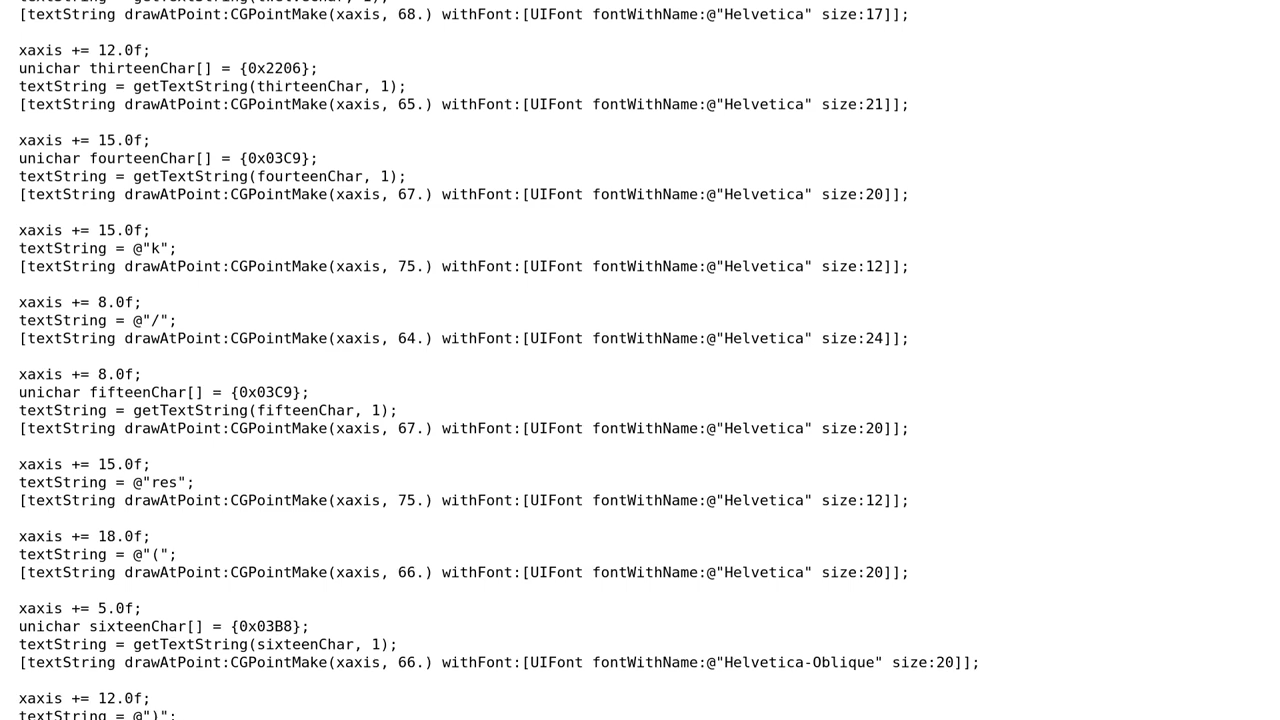 textString = getTextString(twelveChar, 1);
[textString drawAtPoint:CGPointMake(xaxis, 68.) withFont:[UIFont fontWithName:@"Helvetica" size:17]];
xaxis += 12.0f;
unichar thirteenChar[] = {0x2206};
textString = getTextString(thirteenChar, 1);
[textString drawAtPoint:CGPointMake(xaxis, 65.) withFont:[UIFont fontWithName:@"Helvetica" size:21]];
xaxis += 15.0f;
unichar fourteenChar[] = {0x03C9};
textString = getTextString(fourteenChar, 1);
[textString drawAtPoint:CGPointMake(xaxis, 67.) withFont:[UIFont fontWithName:@"Helvetica" size:20]];
xaxis += 15.0f;
textString = @"k";
[textString drawAtPoint:CGPointMake(xaxis, 75.) withFont:[UIFont fontWithName:@"Helvetica" size:12]];
xaxis += 8.0f;
textString = @"/";
[textString drawAtPoint:CGPointMake(xaxis, 64.) withFont:[UIFont fontWithName:@"Helvetica" size:24]];
xaxis += 8.0f;
unichar fifteenChar[] = {0x03C9};
textString = getTextString(fifteenChar, 1);
[textString drawAtPoint:CGPointMake(xaxis, 67.) withFont:[UIFont fontWithName:@"Helvetica" size:20]];
xaxis += 15.0f;
textString = @"res";
[textString drawAtPoint:CGPointMake(xaxis, 75.) withFont:[UIFont fontWithName:@"Helvetica" size:12]];
xaxis += 18.0f;
textString = @"(";
[textString drawAtPoint:CGPointMake(xaxis, 66.) withFont:[UIFont fontWithName:@"Helvetica" size:20]];
xaxis += 5.0f;
unichar sixteenChar[] = {0x03B8};
textString = getTextString(sixteenChar, 1);
[textString drawAtPoint:CGPointMake(xaxis, 66.) withFont:[UIFont fontWithName:@"Helvetica-Oblique" size:20]];
xaxis += 12.0f;
textString = @")";